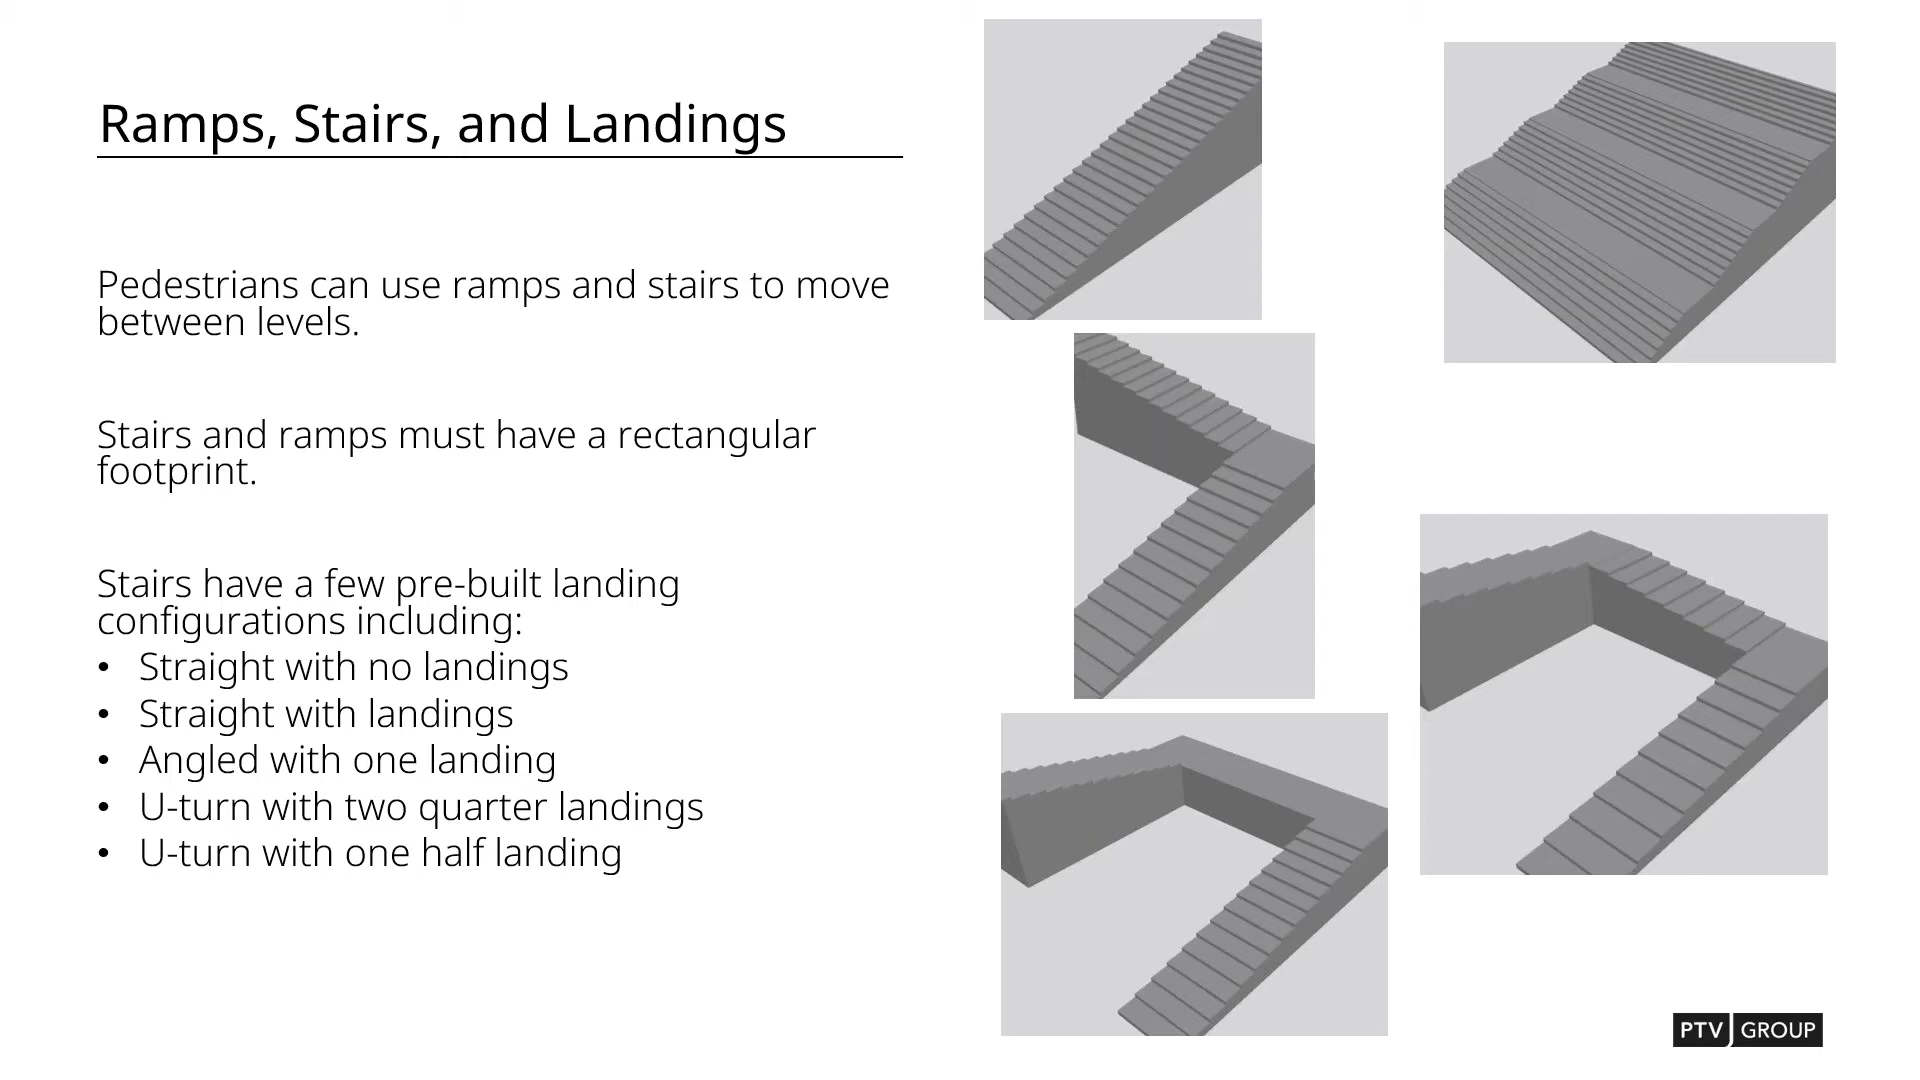 Ramps, Stairs, and Landings
Pedestrians can use ramps and stairs to move
between levels.
Stairs and ramps must have a rectangular
footprint.
Stairs have a few pre-built landing
configurations including:
• Straight with no landings
• Straight with landings
• Angled with one landing
• U-turn with two quarter landings
• U-turn with one half landing
PTV GROUP